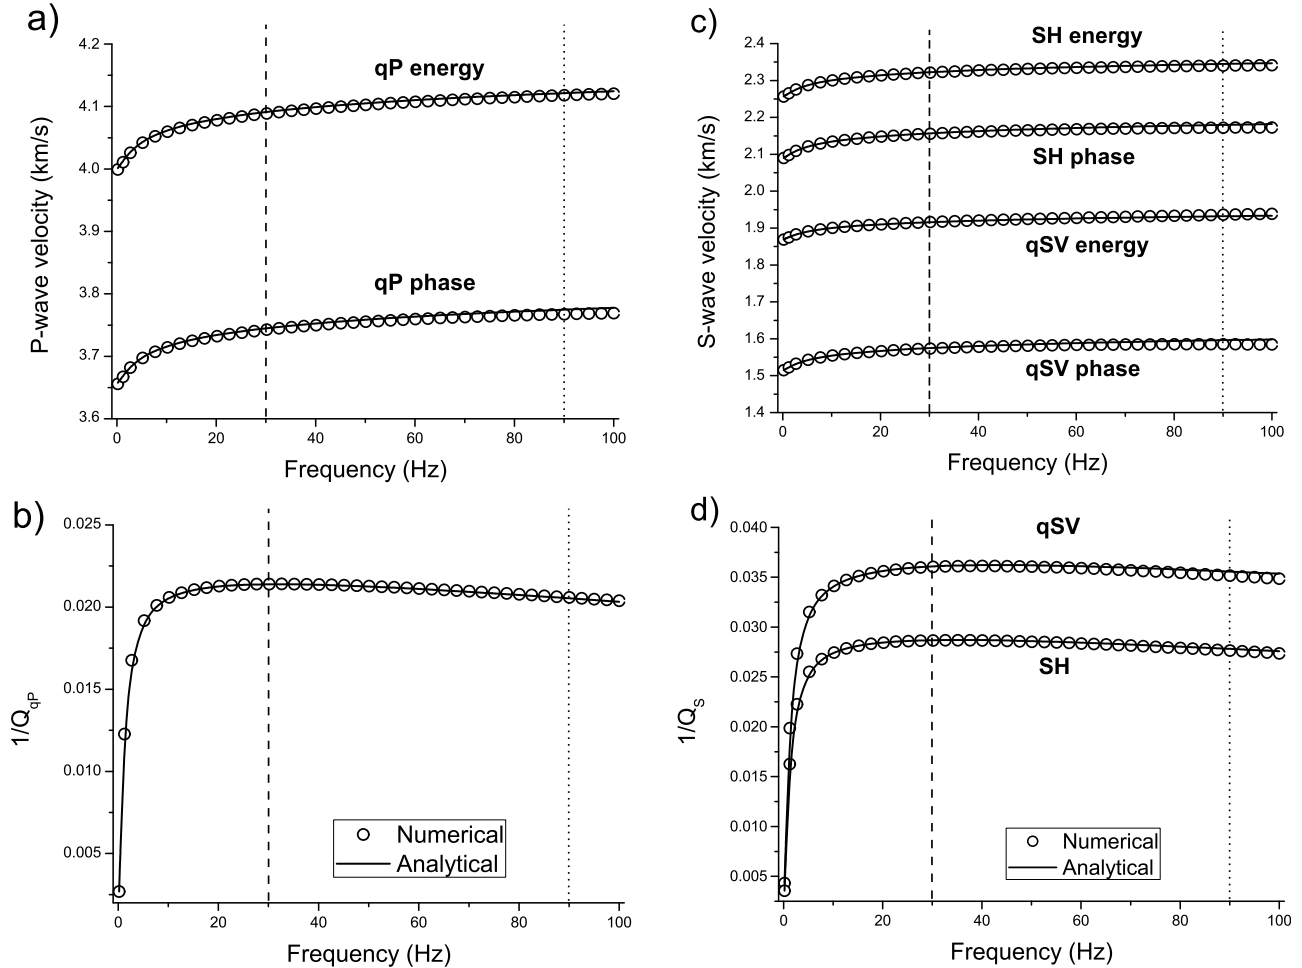 a)
4.2
4.1
4.0
3.9
3.8
3.7
3.6
P-wave velocity (km/s)
qP energy
qP phase
0 20 40 60 80 100
Frequency (Hz)
c)
2.4
2.3
2.2
2.1
2.0
1.9
1.8
1.7
1.6
1.5
1.4
S-wave velocity (km/s)
SH energy
SH phase
qSV energy
qSV phase
0 20 40 60 80 100
Frequency (Hz)
b)
0.025
0.020
0.015
0.010
0.005
1/QqP
Numerical
Analytical
0 20 40 60 80 100
Frequency (Hz)
d)
0.040
0.035
0.030
0.025
0.020
0.015
0.010
0.005
1/QS
qSV
SH
Numerical
Analytical
0 20 40 60 80 100
Frequency (Hz)